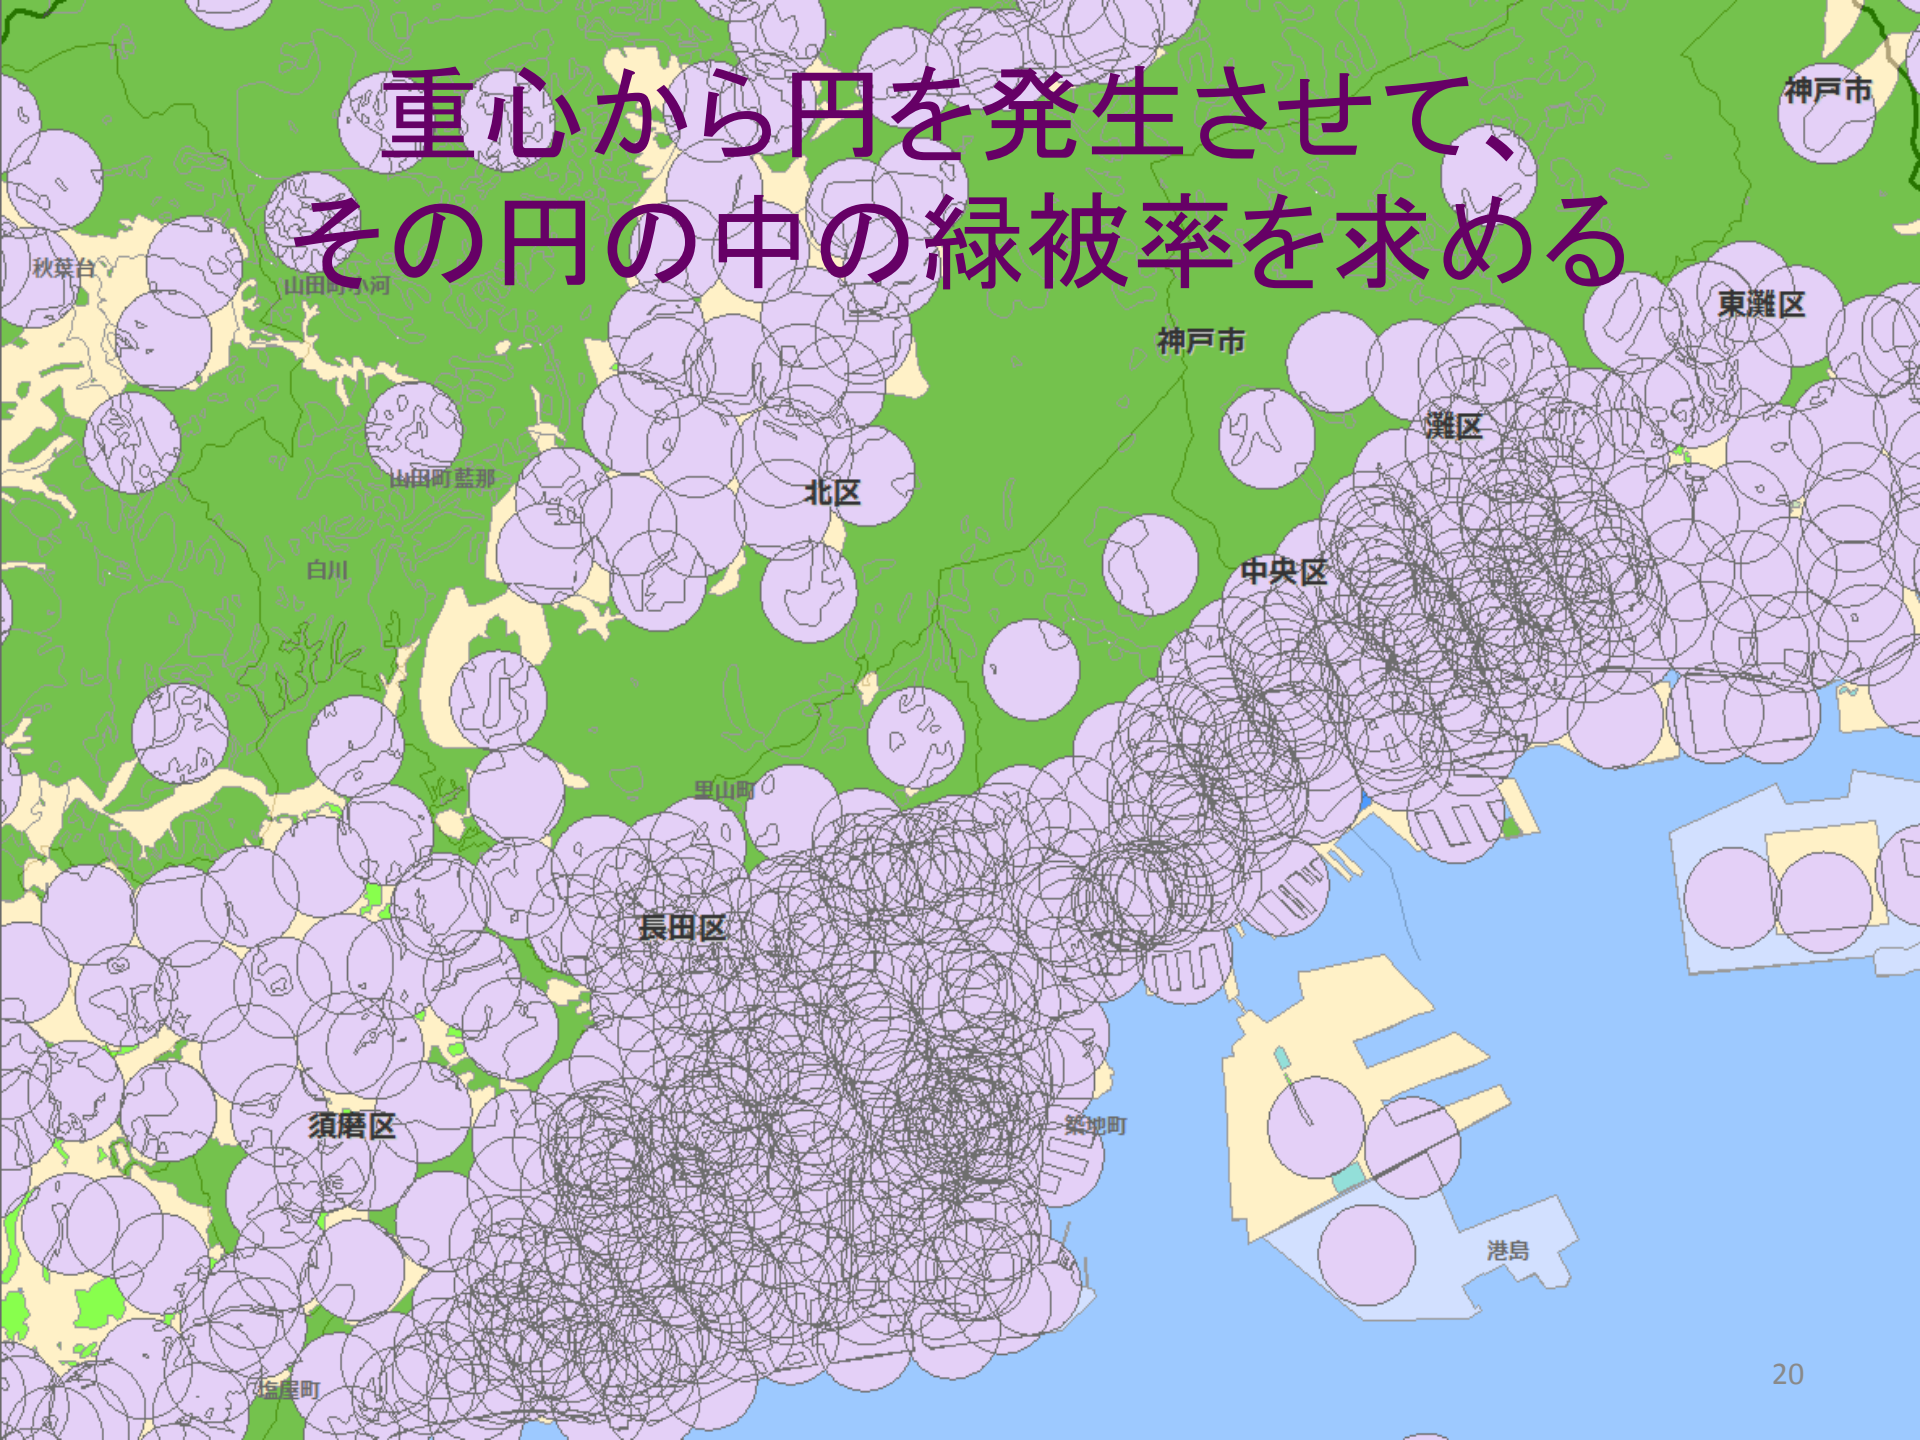 重心から円を発生させて、
その円の中の緑被率を求める
神戸市
秋葉台
山田町小河
東灘区
神戸市
灘区
山田町藍那
北区
白川
中央区
里山町
長田区
須磨区
築地町
港島
塩屋町
20